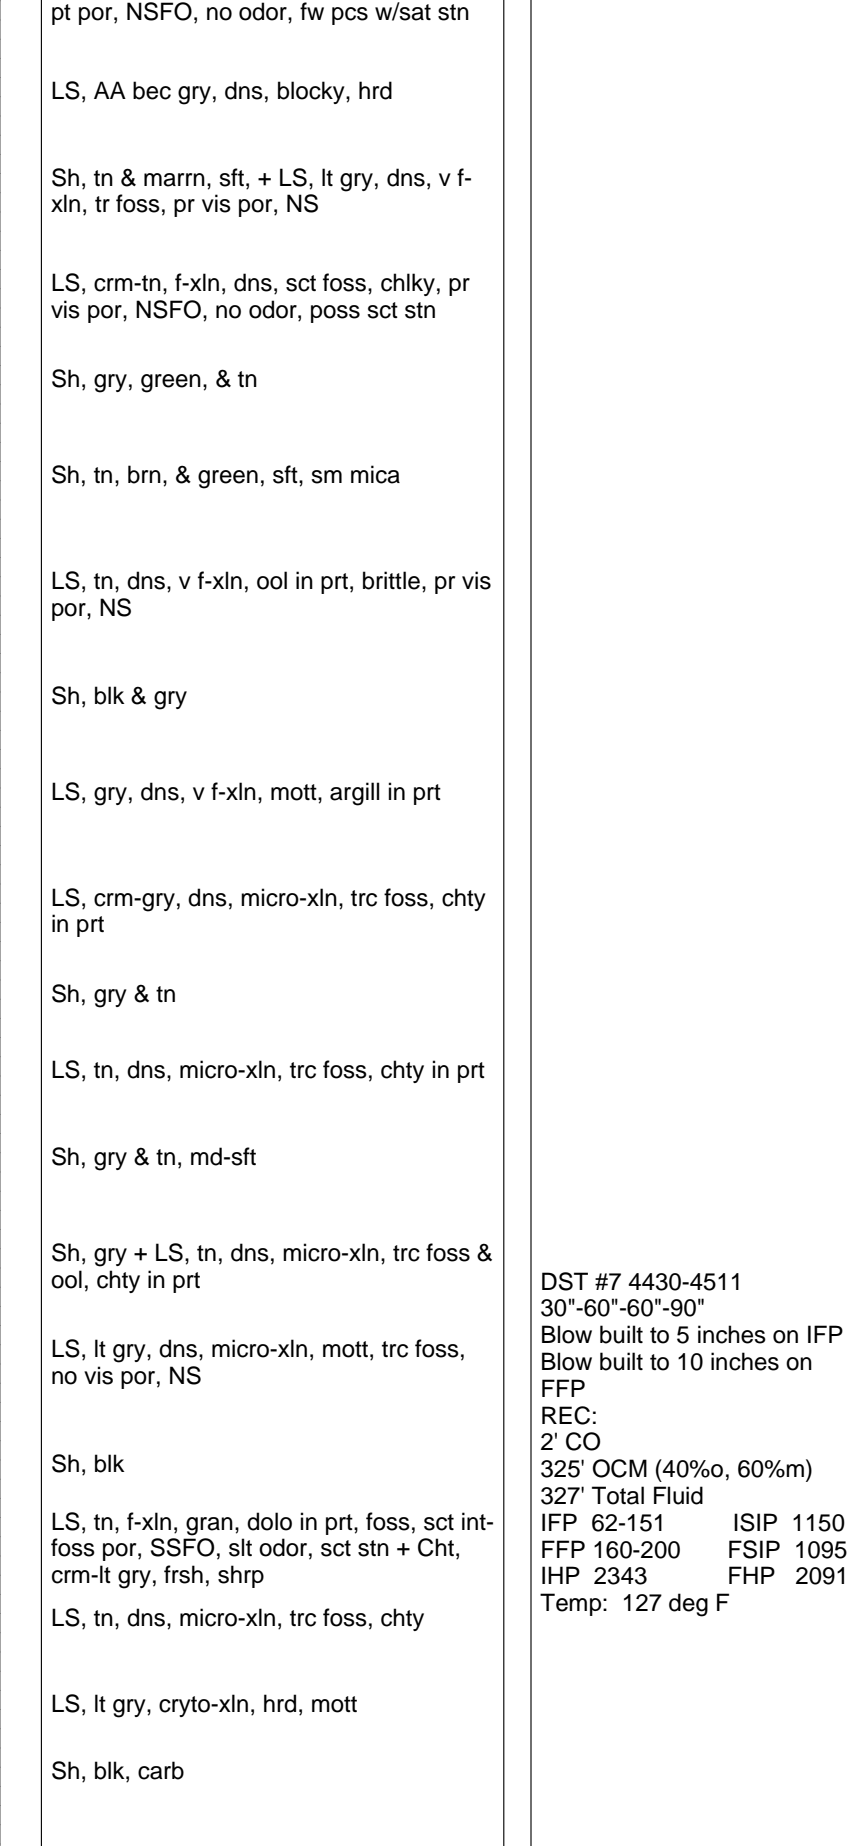 pt por, NSFO, no odor, fw pcs w/sat stn
LS, AA bec gry, dns, blocky, hrd
Sh, tn & marrn, sft, + LS, lt gry, dns, v f-
xln, tr foss, pr vis por, NS
LS, crm-tn, f-xln, dns, sct foss, chlky, pr
vis por, NSFO, no odor, poss sct stn
Sh, gry, green, & tn
Sh, tn, brn, & green, sft, sm mica
LS, tn, dns, v f-xln, ool in prt, brittle, pr vis
por, NS
Sh, blk & gry
LS, gry, dns, v f-xln, mott, argill in prt
LS, crm-gry, dns, micro-xln, trc foss, chty
in prt
Sh, gry & tn
LS, tn, dns, micro-xln, trc foss, chty in prt
Sh, gry & tn, md-sft
Sh, gry + LS, tn, dns, micro-xln, trc foss &
ool, chty in prt
LS, lt gry, dns, micro-xln, mott, trc foss,
no vis por, NS
Sh, blk
LS, tn, f-xln, gran, dolo in prt, foss, sct int-
foss por, SSFO, slt odor, sct stn + Cht,
crm-lt gry, frsh, shrp
LS, tn, dns, micro-xln, trc foss, chty
LS, lt gry, cryto-xln, hrd, mott
Sh, blk, carb
DST #7 4430-4511
30"-60"-60"-90"
Blow built to 5 inches on IFP
Blow built to 10 inches on
FFP
REC:
2' CO
325' OCM (40%o, 60%m)
327' Total Fluid
IFP 62-151 ISIP 1150
FFP 160-200 FSIP 1095
IHP 2343 FHP 2091
Temp: 127 deg F